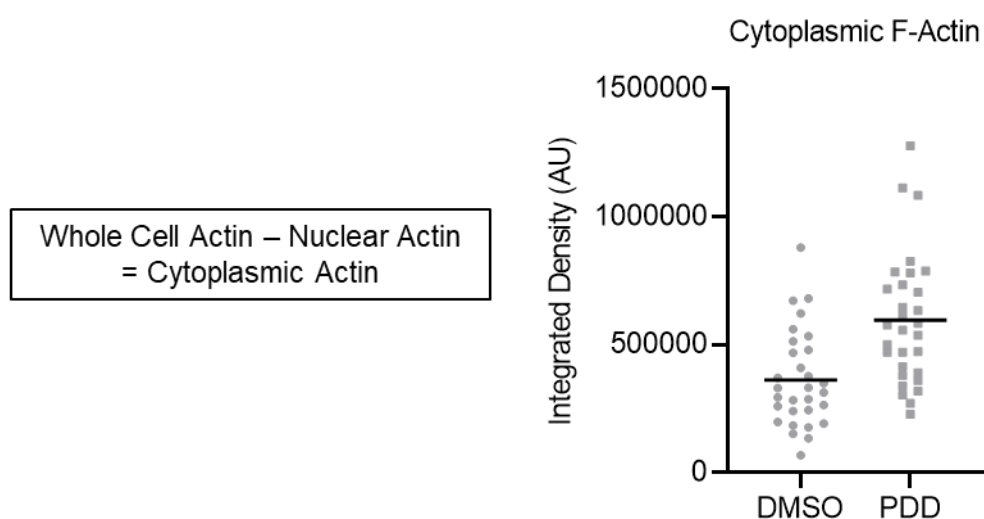 Whole Cell Actin – Nuclear Actin
= Cytoplasmic Actin
Cytoplasmic F-Actin
Integrated Density (AU)
1500000
1000000
500000
0
DMSO PDD